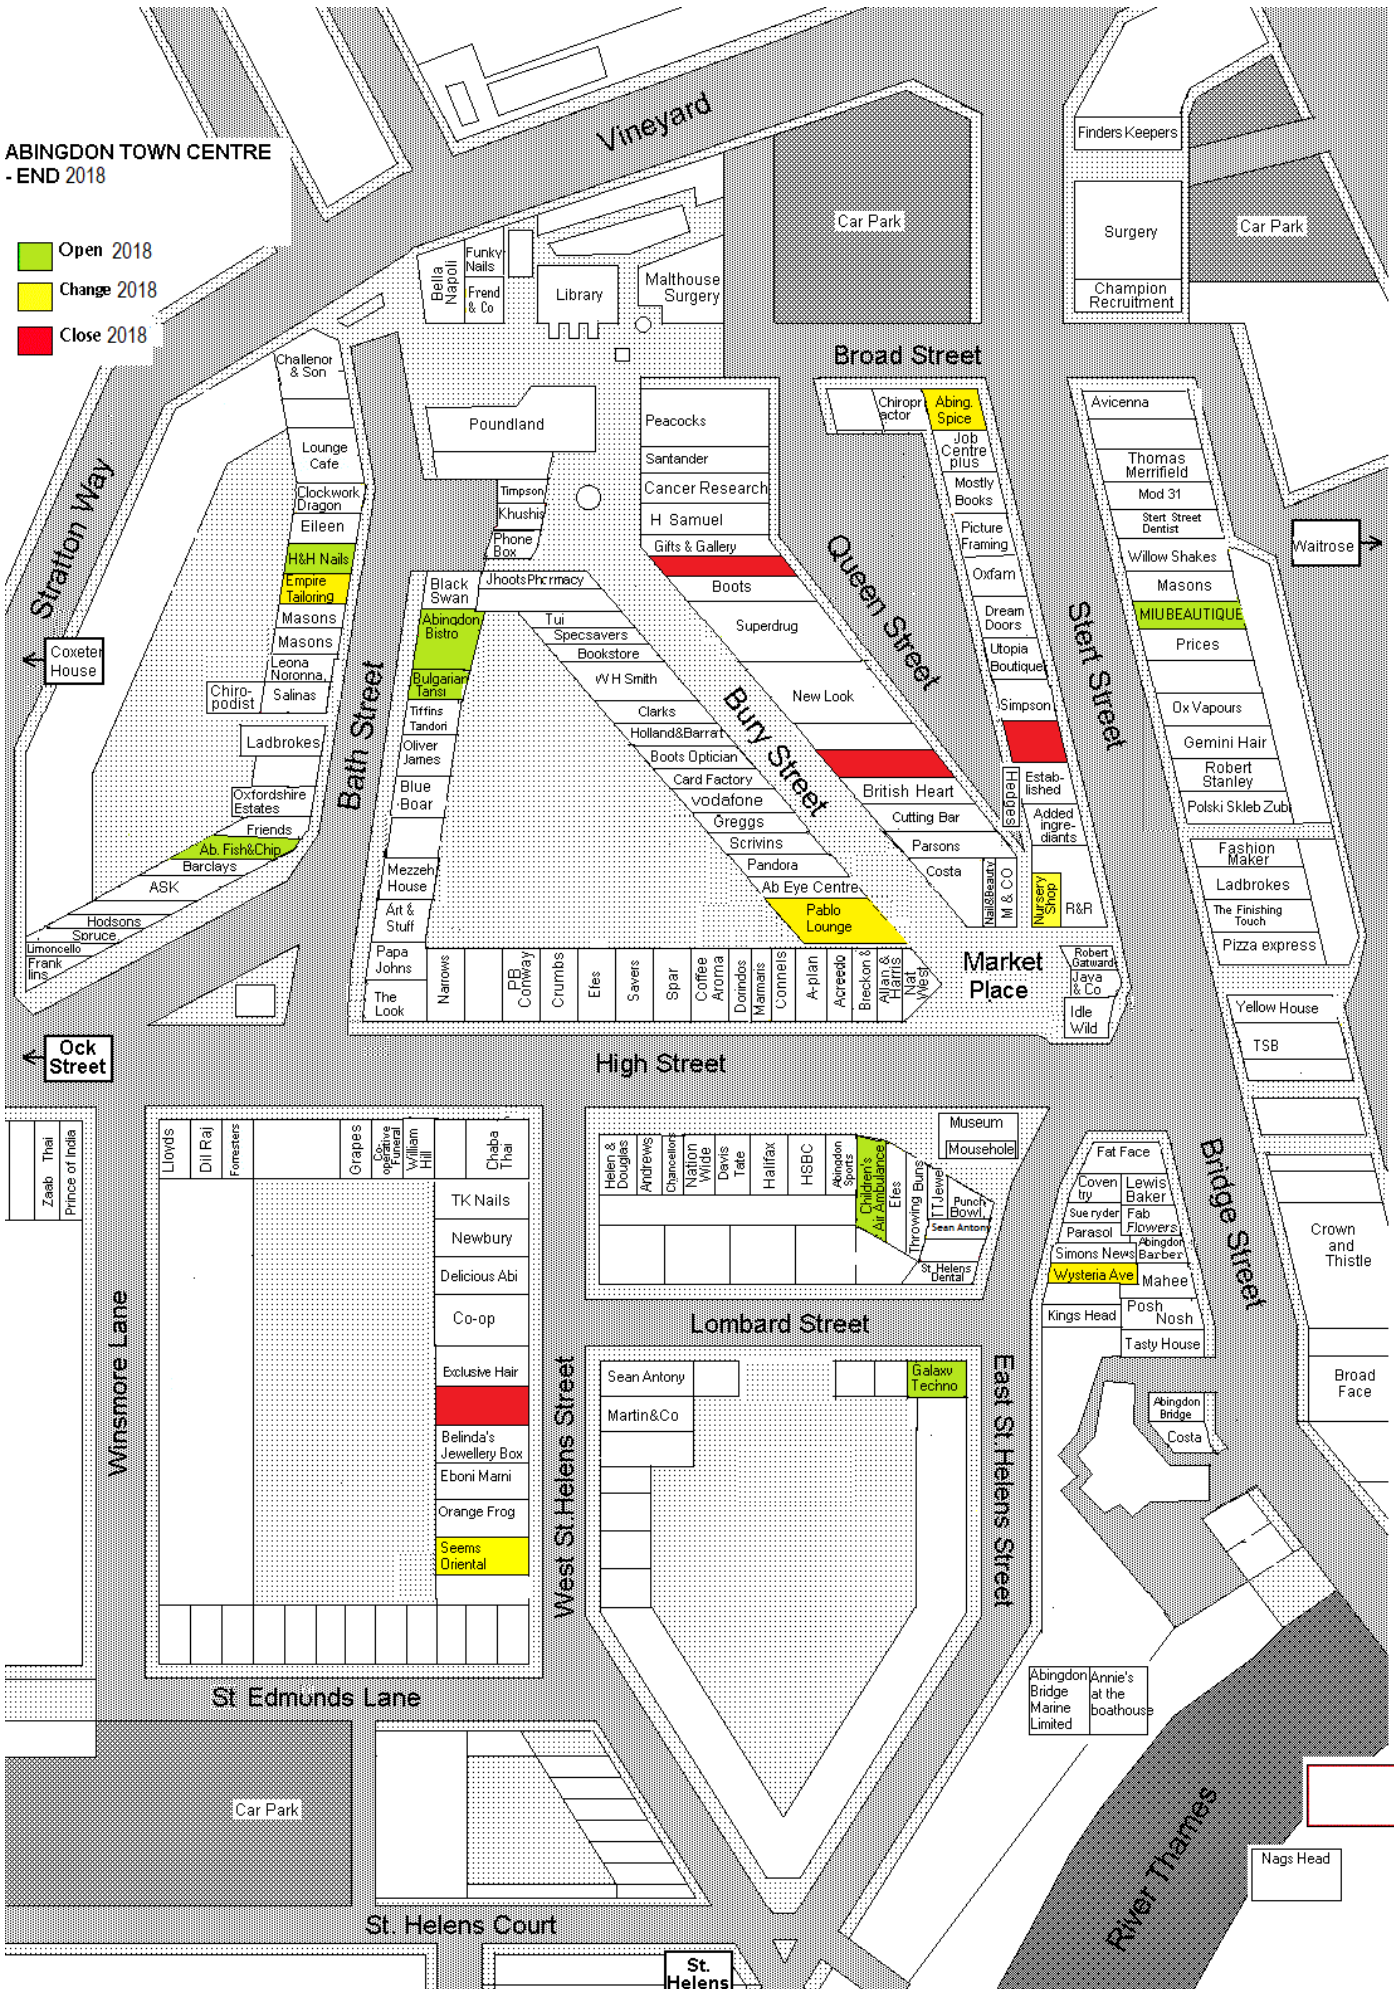 ABINGDON TOWN CENTRE
- END 2018
Open 2018
Change 2018
Close 2018
Vineyard
Finders Keepers
Car Park
Surgery
Car Park
Champion
Recruitment
Bella
Napoli
Funky
Nails
Frend
& Co
Library
Malthouse
Surgery
Broad Street
Challenor
& Son
Lounge
Cafe
Clockwork
Dragon
Eileen
H&H Nails
Empire
Tailoring
Masons
Masons
Leona
Noronna
Chiro-
podist
Salinas
Ladbrokes
Oxfordshire
Estates
Friends
Ab. Fish&Chip
Barclays
ASK
Hodsons
Spruce
Limoncello
Frank
lins
Stratton Way
Coxeter
House
Bath Street
Poundland
Timpson
Khushis
Phone
Box
Black
Swan
Jhoots Phcrmacy
Abingdon
Bistro
Bulgarian
Tansi
Tiffins
Tandori
Oliver
James
Blue
Boar
Mezzeh
House
Art &
Stuff
Papa
Johns
The
Look
Tui
Specsavers
Bookstore
W H Smith
Clarks
Holland&Barrat
Boots Optician
Card Factory
vodafone
Greggs
Scrivins
Pandora
Ab Eye Centre
Pablo
Lounge
Bury Street
Peacocks
Santander
Cancer Research
H Samuel
Gifts & Gallery
Boots
Superdrug
New Look
British Heart
Cutting Bar
Parsons
Costa
Nail&Beauty
M & CO
Queen Street
Chiropr
actor
Abing.
Spice
Job
Centre
plus
Mostly
Books
Picture
Framing
Oxfam
Dream
Doors
Utopia
Boutique
Simpson
Hedges
Estab-
lished
Added
ingre-
diants
Nursery
Shop
R&R
Stert Street
Avicenna
Thomas
Merrifield
Mod 31
Stert Street
Dentist
Willow Shakes
Masons
MIUBEAUTIQUE
Prices
Ox Vapours
Gemini Hair
Robert
Stanley
Polski Skleb Zubi
Fashion
Maker
Ladbrokes
The Finishing
Touch
Pizza express
Yellow House
TSB
Waitrose
Market
Place
Robert
Gatward
Java
& Co
Idle
Wild
Narrows
PB
Conway
Crumbs
Efes
Savers
Spar
Coffee
Aroma
Dorindos
Marmaris
Connels
A-plan
Acreedo
Breckon &
Allan &
Harris
Nat
West
Ock
Street
High Street
Zaab Thai
Prince of India
Lloyds
Dil Raj
Forresters
Grapes
Co-
operative
Funeral
William
Hill
Chaba
Thai
TK Nails
Newbury
Delicious Abi
Co-op
Exclusive Hair
Belinda's
Jewellery Box
Eboni Marni
Orange Frog
Seems
Oriental
Winsmore Lane
West St.Helens Street
Helen &
Douglas
Andrews
Chancellors
Nation
Wide
Davis
Tate
Halifax
HSBC
Abingdon
Sports
Children's
Air Ambulance
Efes
Throwing Buns
TTJewel
Punch
Bowl
Sean Antony
St.Helens
Dental
Museum
Mousehole
Lombard Street
Sean Antony
Martin&Co
Galaxy
Techno
East St.Helens Street
Fat Face
Coven
try
Lewis
Baker
Sue ryder
Fab
Flowers
Parasol
Abingdon
Barber
Simons News
Wysteria Ave
Mahee
Kings Head
Posh
Nosh
Tasty House
Bridge Street
Crown
and
Thistle
Broad
Face
Abingdon
Bridge
Costa
St Edmunds Lane
Abingdon
Bridge
Marine
Limited
Annie's
at the
boathouse
Car Park
River Thames
Nags Head
St. Helens Court
St.
Helens